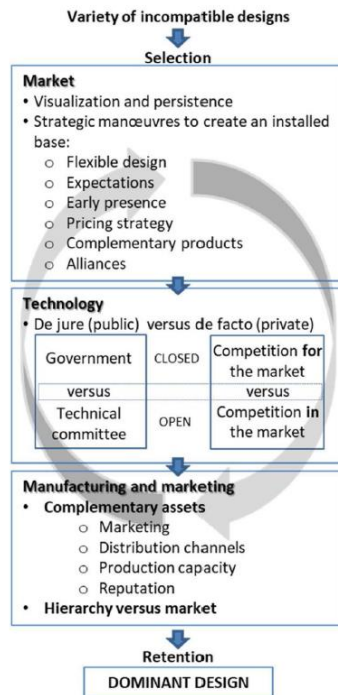 Variety of incompatible designs
Selection
Market
• Visualization and persistence
• Strategic manœuvres to create an installed
base:
o Flexible design
o Expectations
o Early presence
o Pricing strategy
o Complementary products
o Alliances
Technology
• De jure (public) versus de facto (private)
Government CLOSED Competition for
the market
versus versus
Technical OPEN Competition in
committee the market
Manufacturing and marketing
• Complementary assets
o Marketing
o Distribution channels
o Production capacity
o Reputation
• Hierarchy versus market
Retention
DOMINANT DESIGN